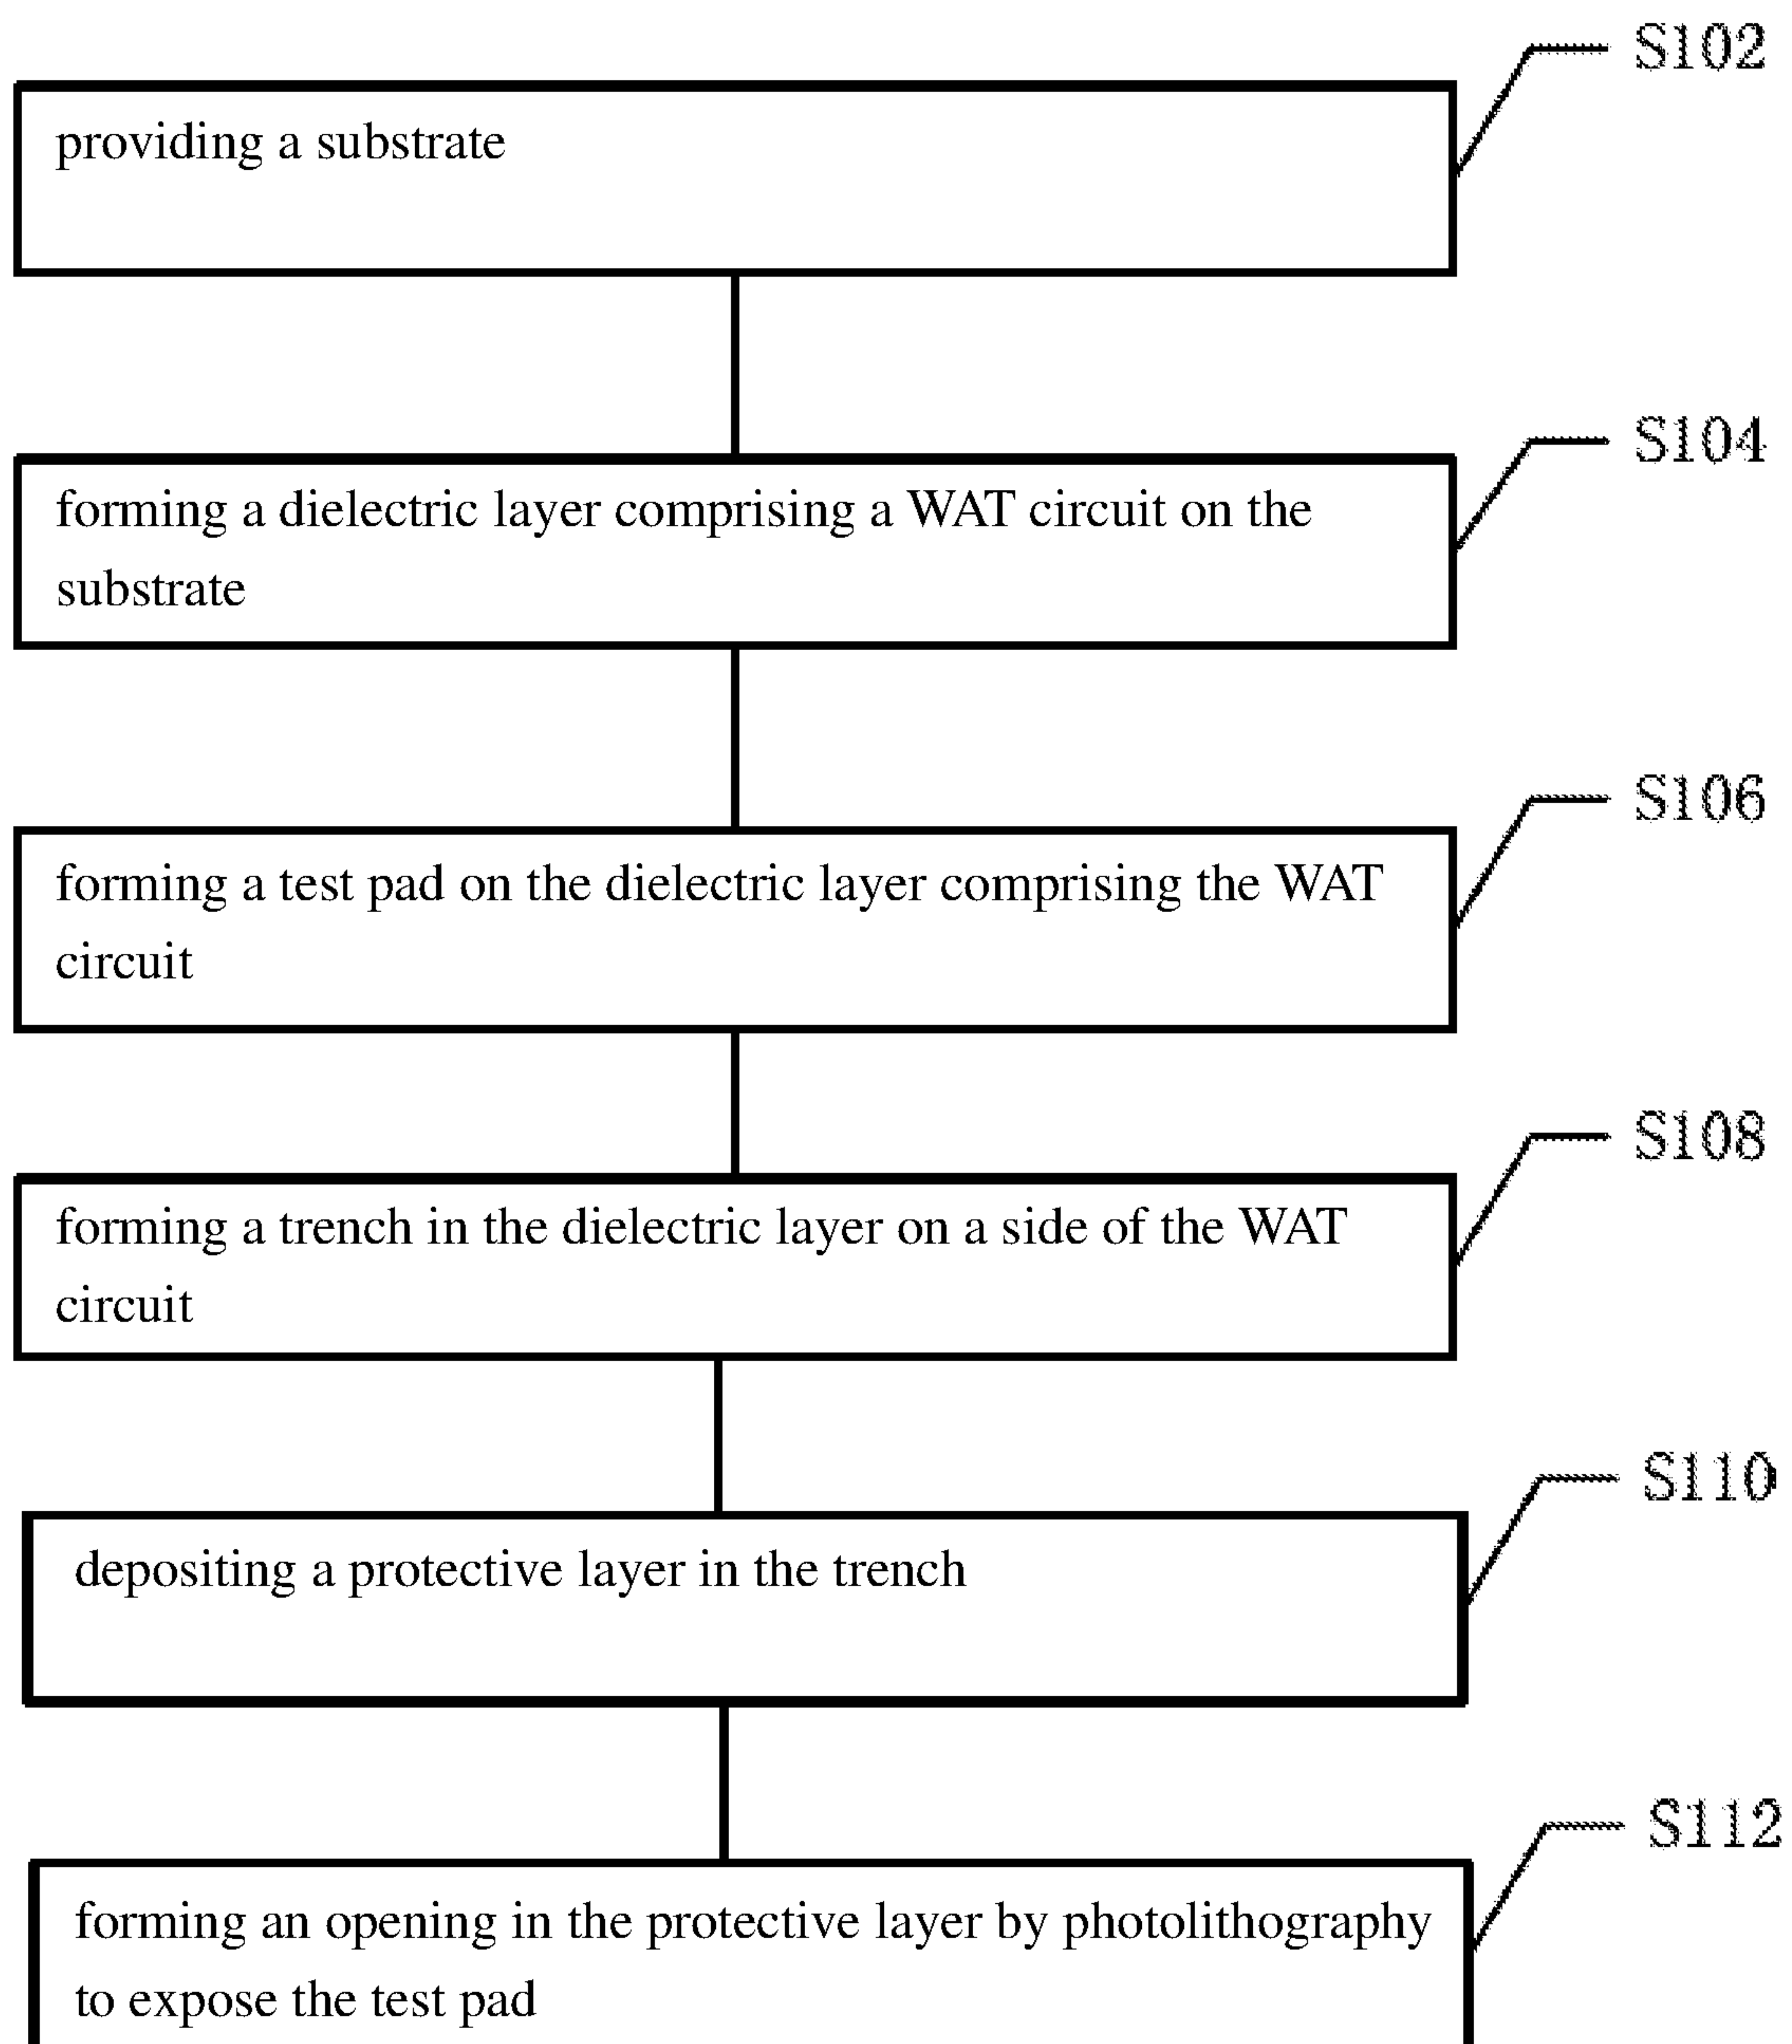 S102
providing a substrate
S104
forming a dielectric layer comprising a WAT circuit on the
substrate
S106
forming a test pad on the dielectric layer comprising the WAT
circuit
S108
forming a trench in the dielectric layer on a side of the WAT
circuit
S110
depositing a protective layer in the trench
S112
forming an opening in the protective layer by photolithography
to expose the test pad